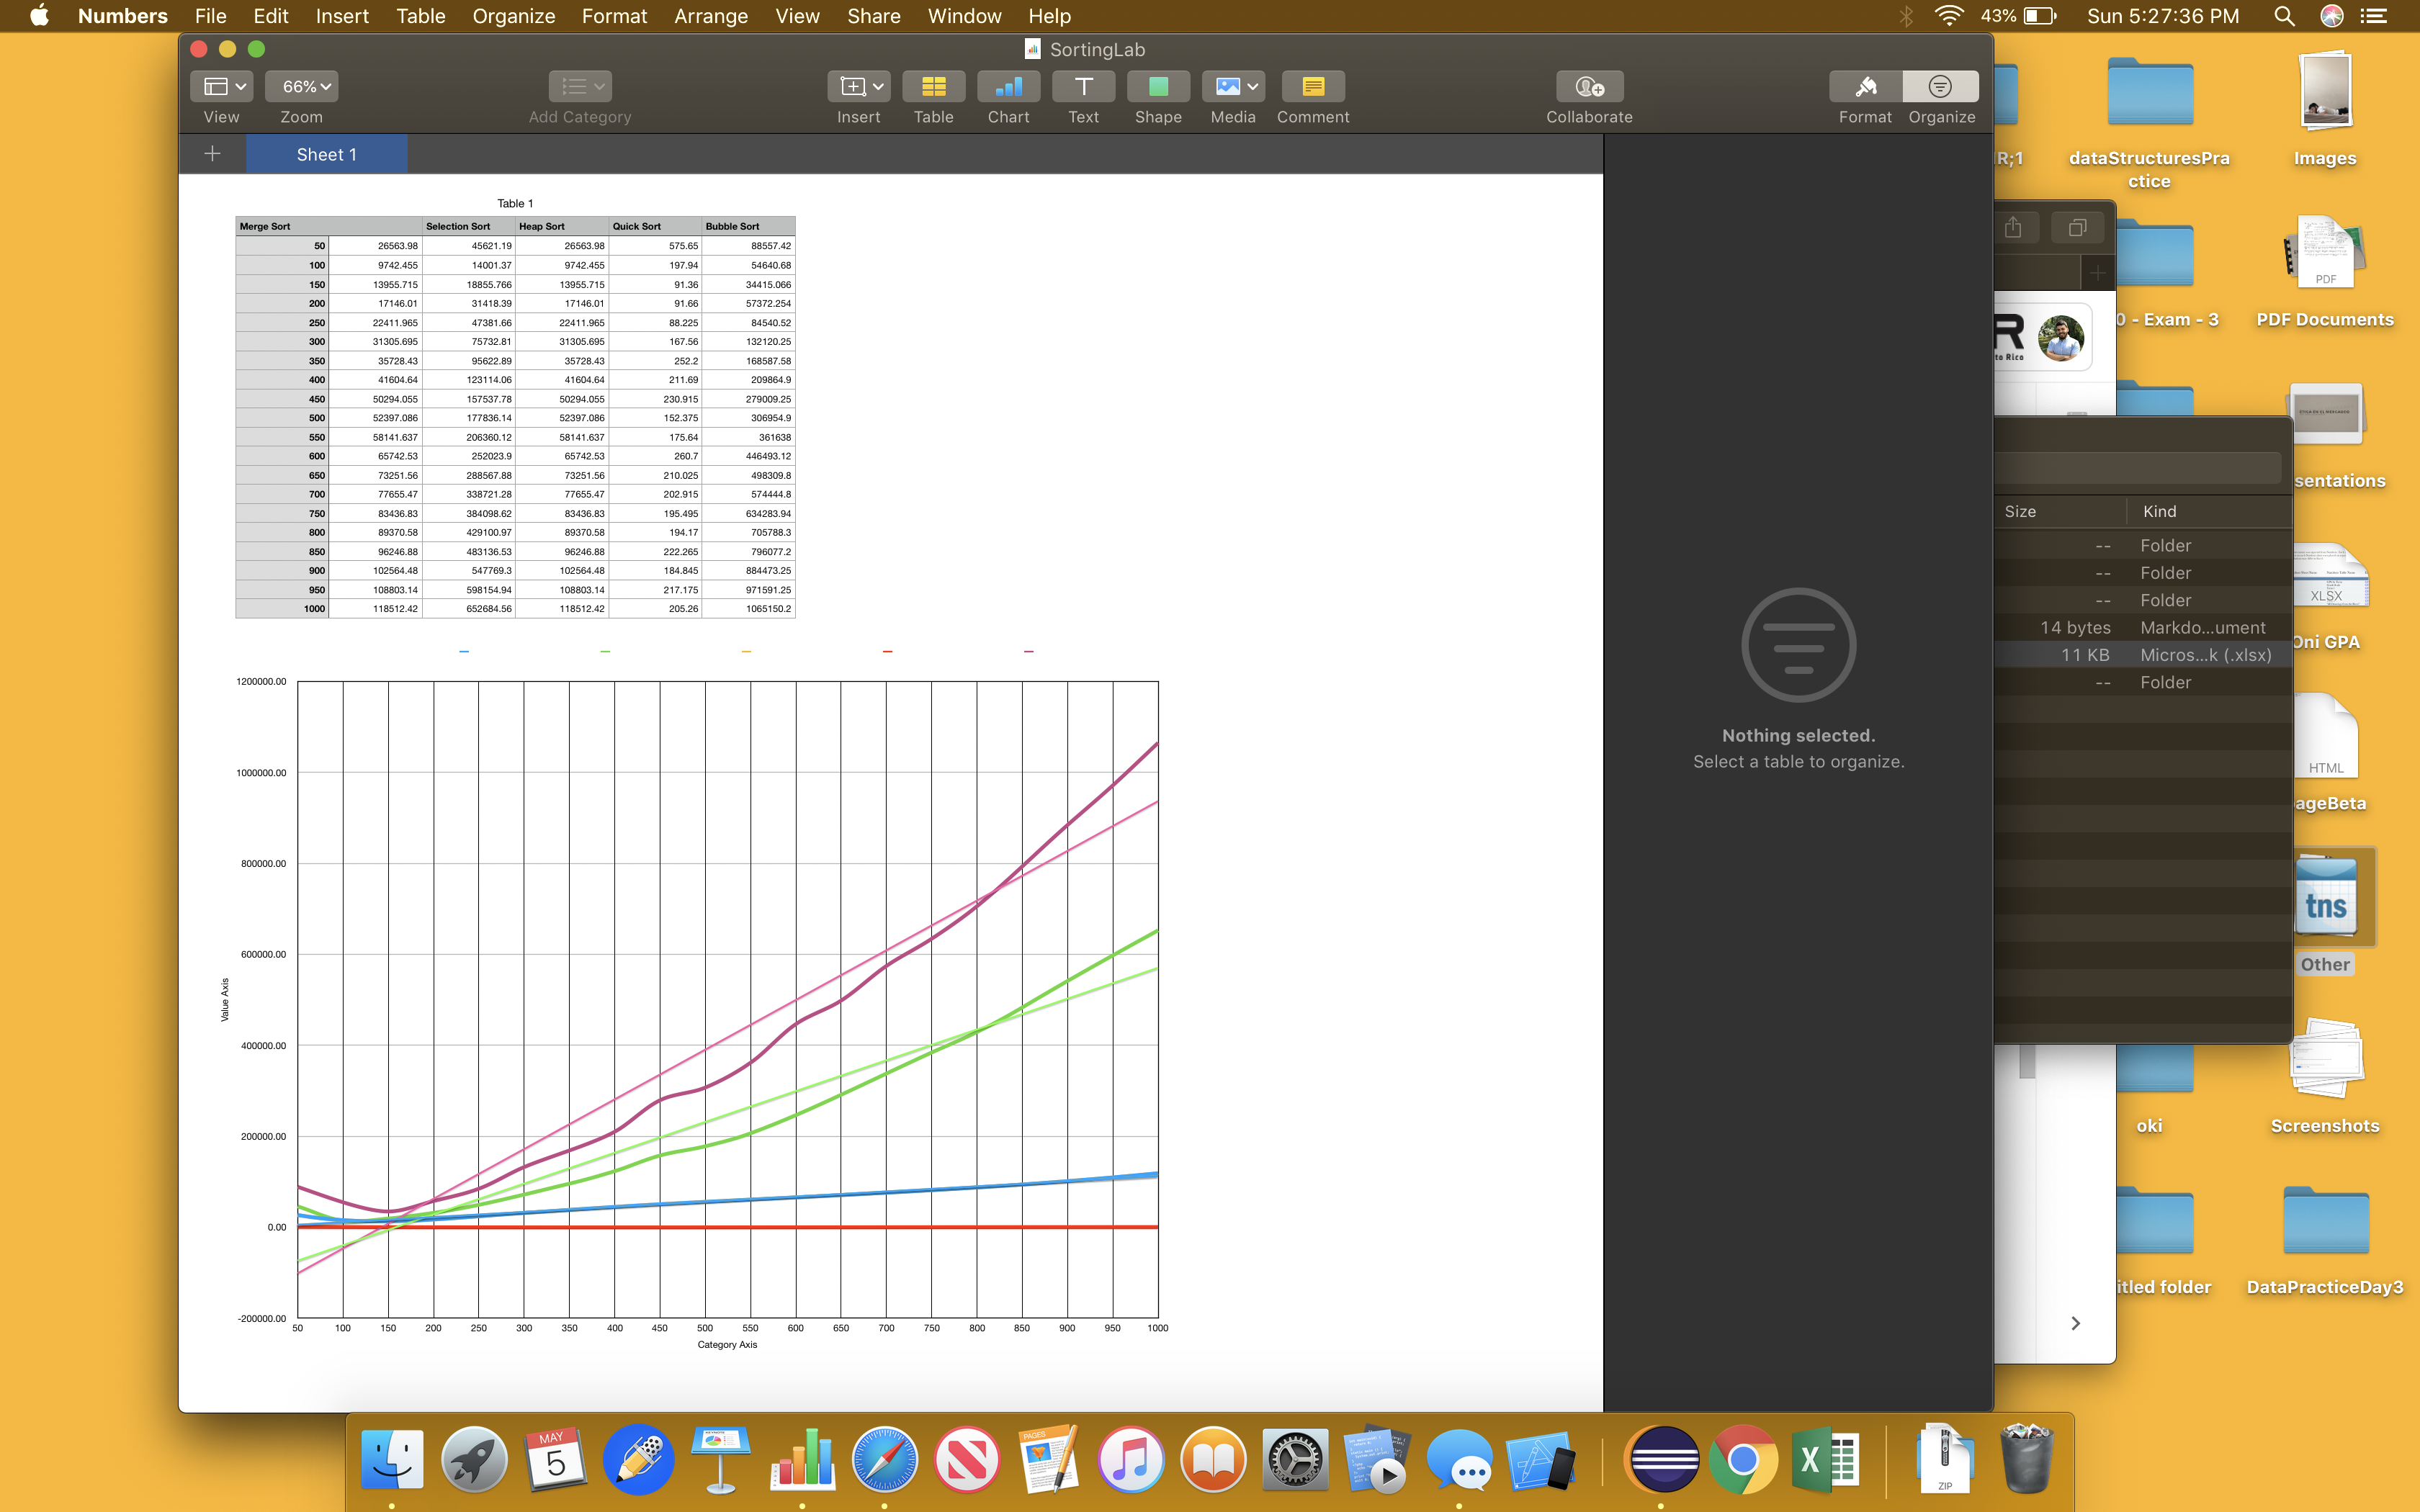 Numbers File Edit Insert Table Organize Format Arrange View Share Window Help 43% Sun 5:27:36 PM
SortingLab
66%
View Zoom Add Category Insert Table Chart Text Shape Media Comment Collaborate Format Organize
Sheet 1
Table 1
Merge Sort Selection Sort Heap Sort Quick Sort Bubble Sort
50 26563.98 45621.19 26563.98 575.65 88557.42
100 9742.455 14001.37 9742.455 197.94 54640.68
150 13955.715 18855.766 13955.715 91.36 34415.066
200 17146.01 31418.39 17146.01 91.66 57372.254
250 22411.965 47381.66 22411.965 88.225 84540.52
300 31305.695 75732.81 31305.695 167.56 132120.25
350 35728.43 95622.89 35728.43 252.2 168587.58
400 41604.64 123114.06 41604.64 211.69 209864.9
450 50294.055 157537.78 50294.055 230.915 279009.25
500 52397.086 177836.14 52397.086 152.375 306954.9
550 58141.637 206360.12 58141.637 175.64 361638
600 65742.53 252023.9 65742.53 260.7 446493.12
650 73251.56 288567.88 73251.56 210.025 498309.8
700 77655.47 338721.28 77655.47 202.915 574444.8
750 83436.83 384098.62 83436.83 195.495 634283.94
800 89370.58 429100.97 89370.58 194.17 705788.3
850 96246.88 483136.53 96246.88 222.265 796077.2
900 102564.48 547769.3 102564.48 184.845 884473.25
950 108803.14 598154.94 108803.14 217.175 971591.25
1000 118512.42 652684.56 118512.42 205.26 1065150.2
1200000.00
1000000.00
800000.00
600000.00
400000.00
200000.00
0.00
-200000.00
Value Axis
50 100 150 200 250 300 350 400 450 500 550 600 650 700 750 800 850 900 950 1000
Category Axis
Nothing selected.
Select a table to organize.
R
to Rico
Size Kind
-- Folder
-- Folder
-- Folder
14 bytes Markdo...ument
11 KB Micros...k (.xlsx)
-- Folder
IR;1
dataStructuresPra
ctice
Images
PDF
0 - Exam - 3
PDF Documents
sentations
XLSX
Oni GPA
HTML
ageBeta
tns
Other
oki
Screenshots
itled folder
DataPracticeDay3
MAY
5
PAGES
X
ZIP